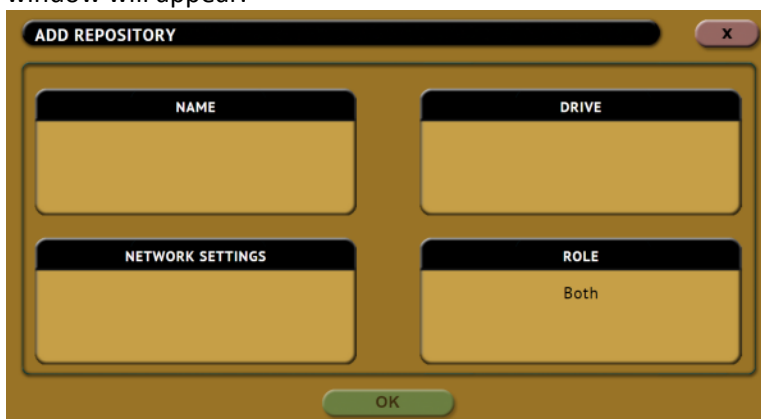 window will appear:
ADD REPOSITORY
X
NAME
DRIVE
NETWORK SETTINGS
ROLE
Both
OK